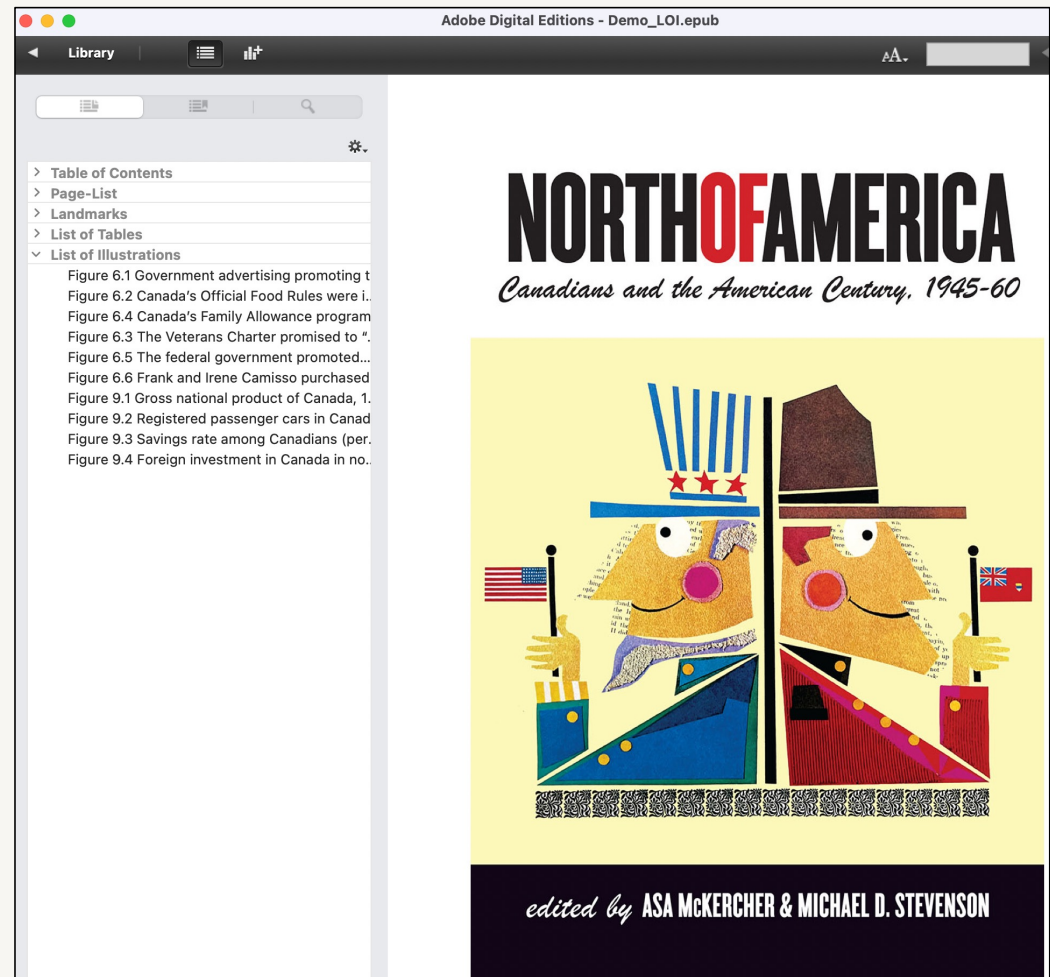 Adobe Digital Editions - Demo_LOI.epub
Library
AA
Table of Contents
Page-List
Landmarks
List of Tables
List of Illustrations
Figure 6.1 Government advertising promoting t
Figure 6.2 Canada's Official Food Rules were i..
Figure 6.4 Canada's Family Allowance program
Figure 6.3 The Veterans Charter promised to “.
Figure 6.5 The federal government promoted...
Figure 6.6 Frank and Irene Camisso purchased
Figure 9.1 Gross national product of Canada, 1.
Figure 9.2 Registered passenger cars in Canad
Figure 9.3 Savings rate among Canadians (per.
Figure 9.4 Foreign investment in Canada in no..
NORTHOFAMERICA
Canadians and the American Century, 1945-60
edited by ASA McKERCHER & MICHAEL D. STEVENSON